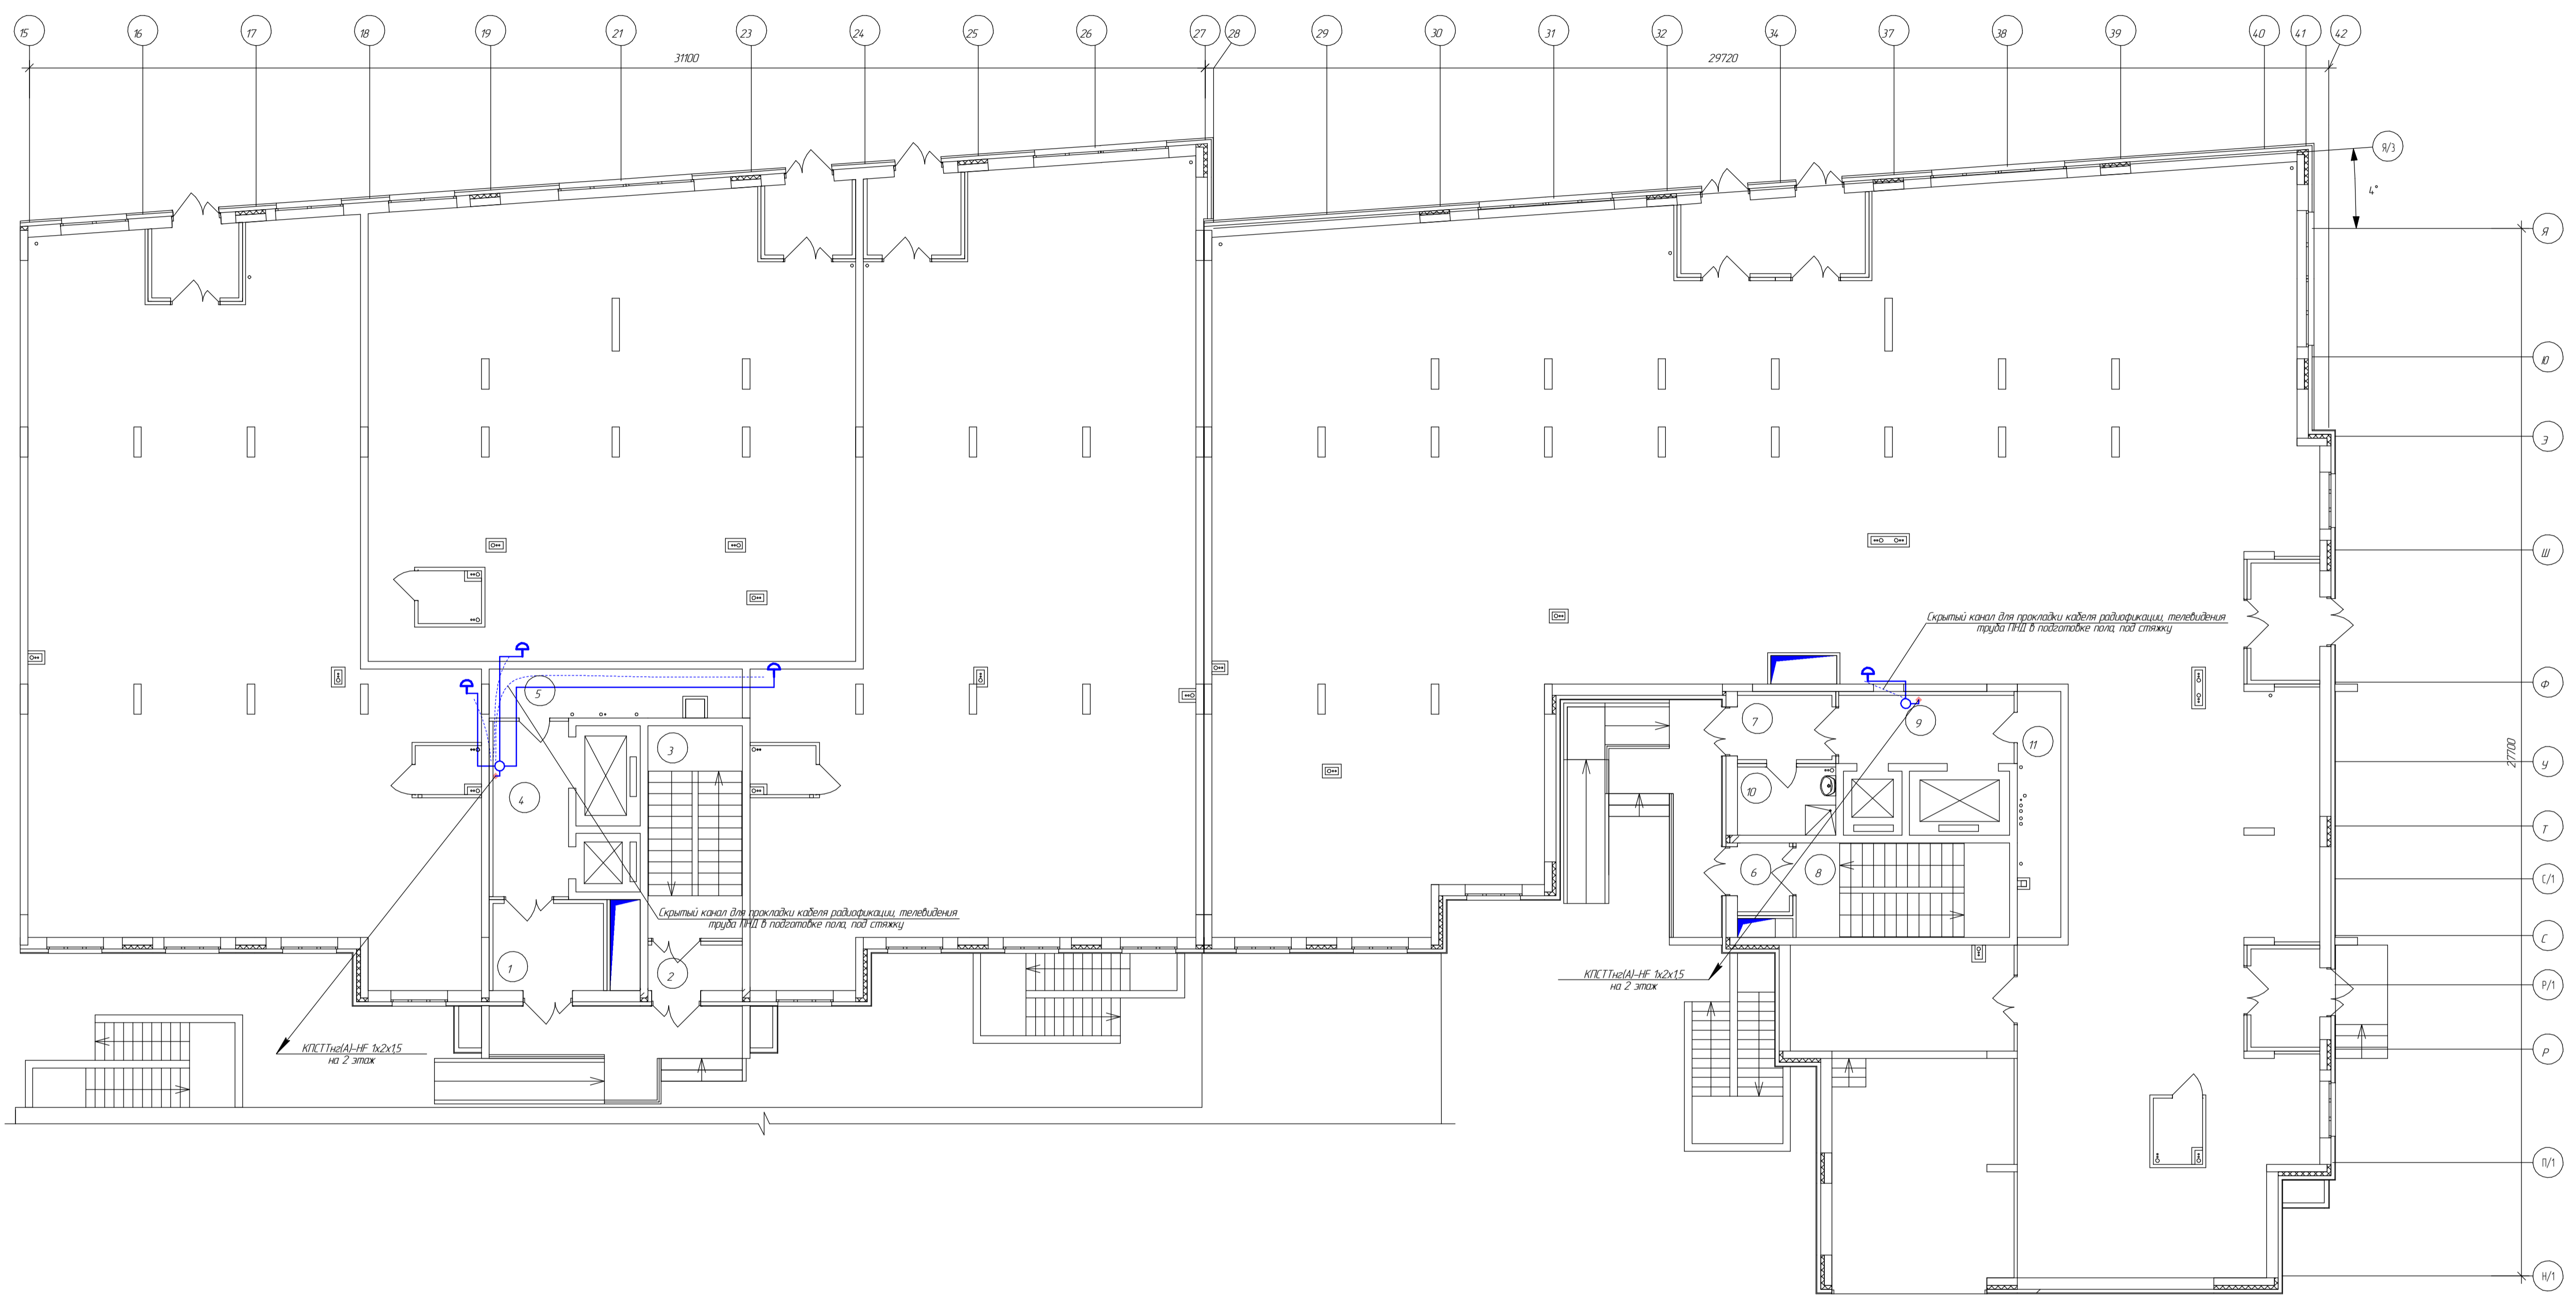 15 16 17 18 19 21 23 24 25 26 27 28 29 30 31 32 34 37 38 39 40 41 42
31100 29720
Я/3
4°
Я
Ю
Э
Ш
Скрытый канал для прокладки кабеля радиофикации, телевидения
труба ПНД в подготовке пола, под стяжку
Ф
5
7
9
11
3
У
27700
4
10
Т
6
8
С/1
Скрытый канал для прокладки кабеля радиофикации, телевидения
труба ПНД в подготовке пола, под стяжку
С
1
2
КПСТТнг(А)-HF 1х2х1,5
на 2 этаж
Р/1
КПСТТнг(А)-HF 1х2х1,5
на 2 этаж
Р
П/1
Н/1